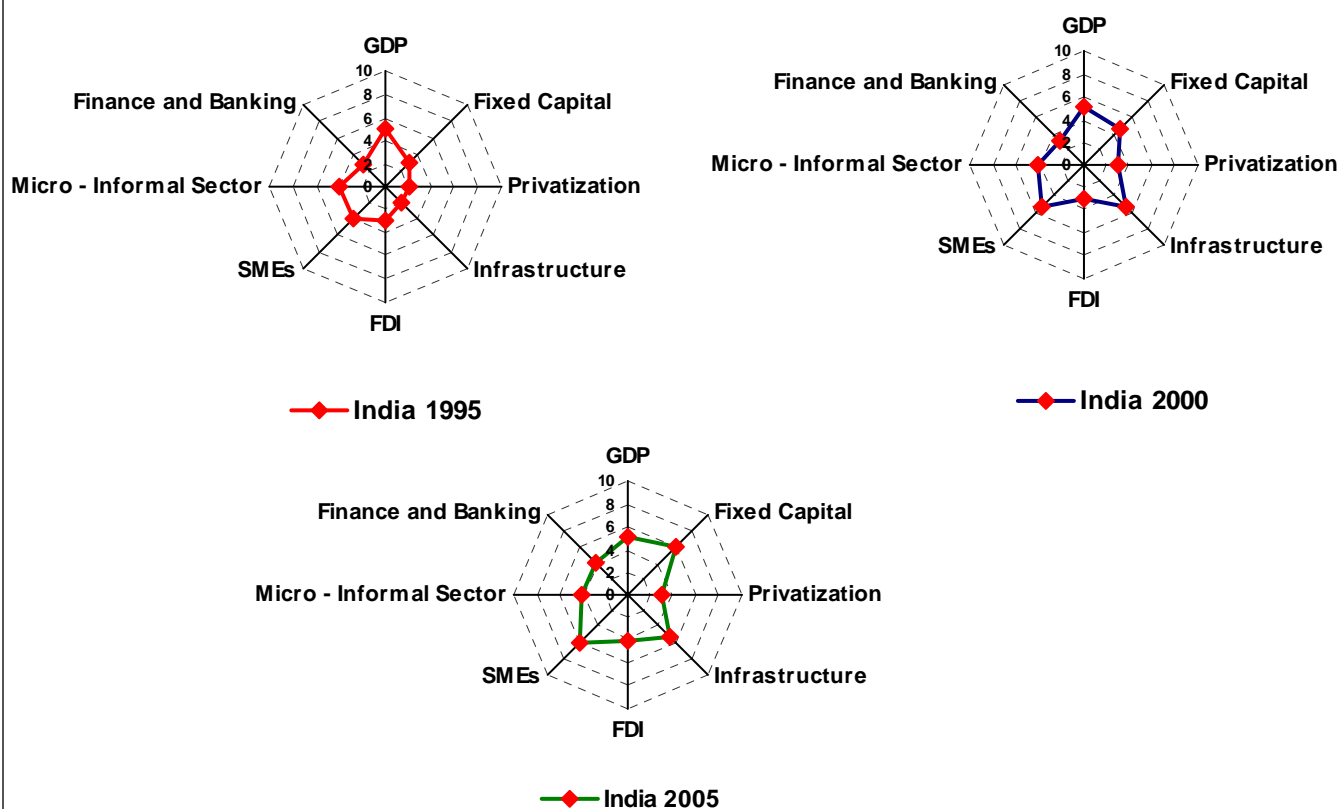 GDP
10
8
6
4
2
0
Finance and Banking
Fixed Capital
Micro - Informal Sector
Privatization
SMEs
Infrastructure
FDI
India 1995
GDP
10
8
6
4
2
0
Finance and Banking
Fixed Capital
Micro - Informal Sector
Privatization
SMEs
Infrastructure
FDI
India 2000
GDP
10
8
6
4
2
0
Finance and Banking
Fixed Capital
Micro - Informal Sector
Privatization
SMEs
Infrastructure
FDI
India 2005